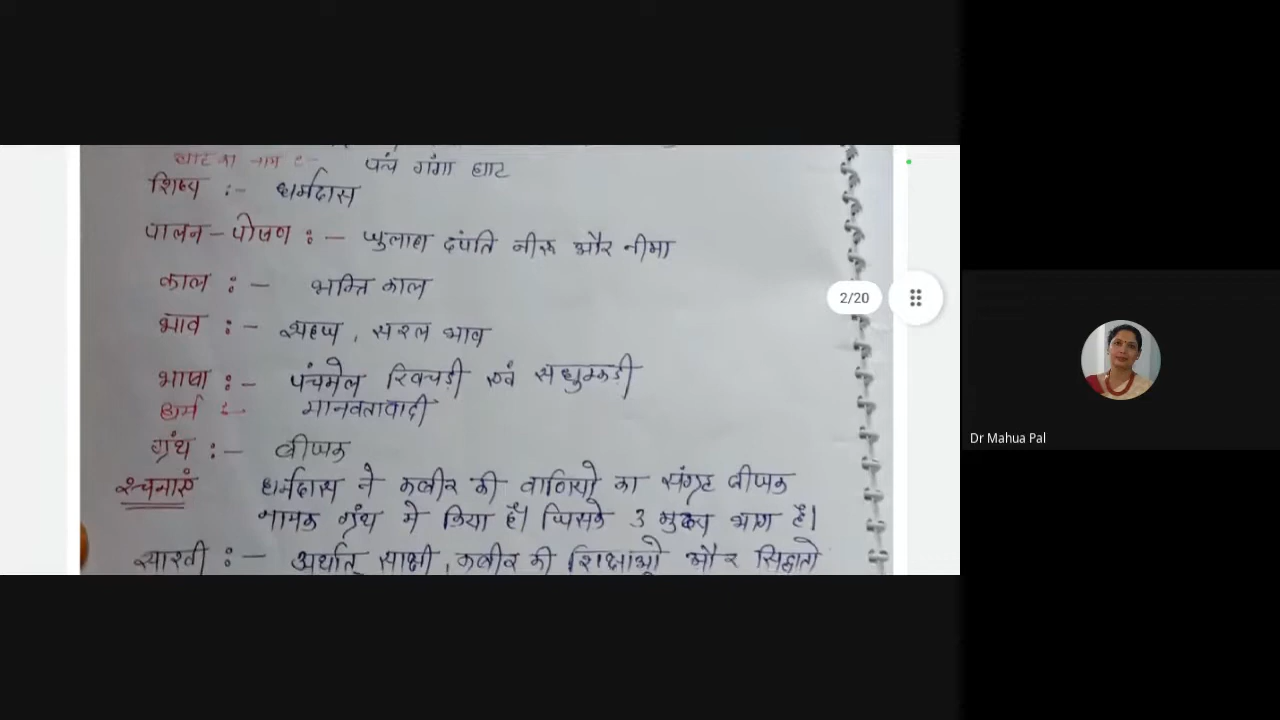 घाट का नाम :- पंच गंगा घाट
शिष्य :- धर्मदास
पालन-पोषण :- जुलाहा दंपति नीरू और नीमा
काल :- भक्ति काल
भाव :- सहज, सरल भाव
भाषा :- पंचमेल खिचड़ी एवं सधुक्कडी
धर्म :- मानवतावादी
ग्रंथ :- बीजक
रचनाएं धर्मदास ने कबीर की वाणियो का संग्रह बीजक
नामक ग्रंथ मे किया है। जिसके 3 मुख्य भाग है।
साखी :- अर्थात् साक्षी, कबीर की शिक्षाओ और सिद्धांतो
2/20
Dr Mahua Pal